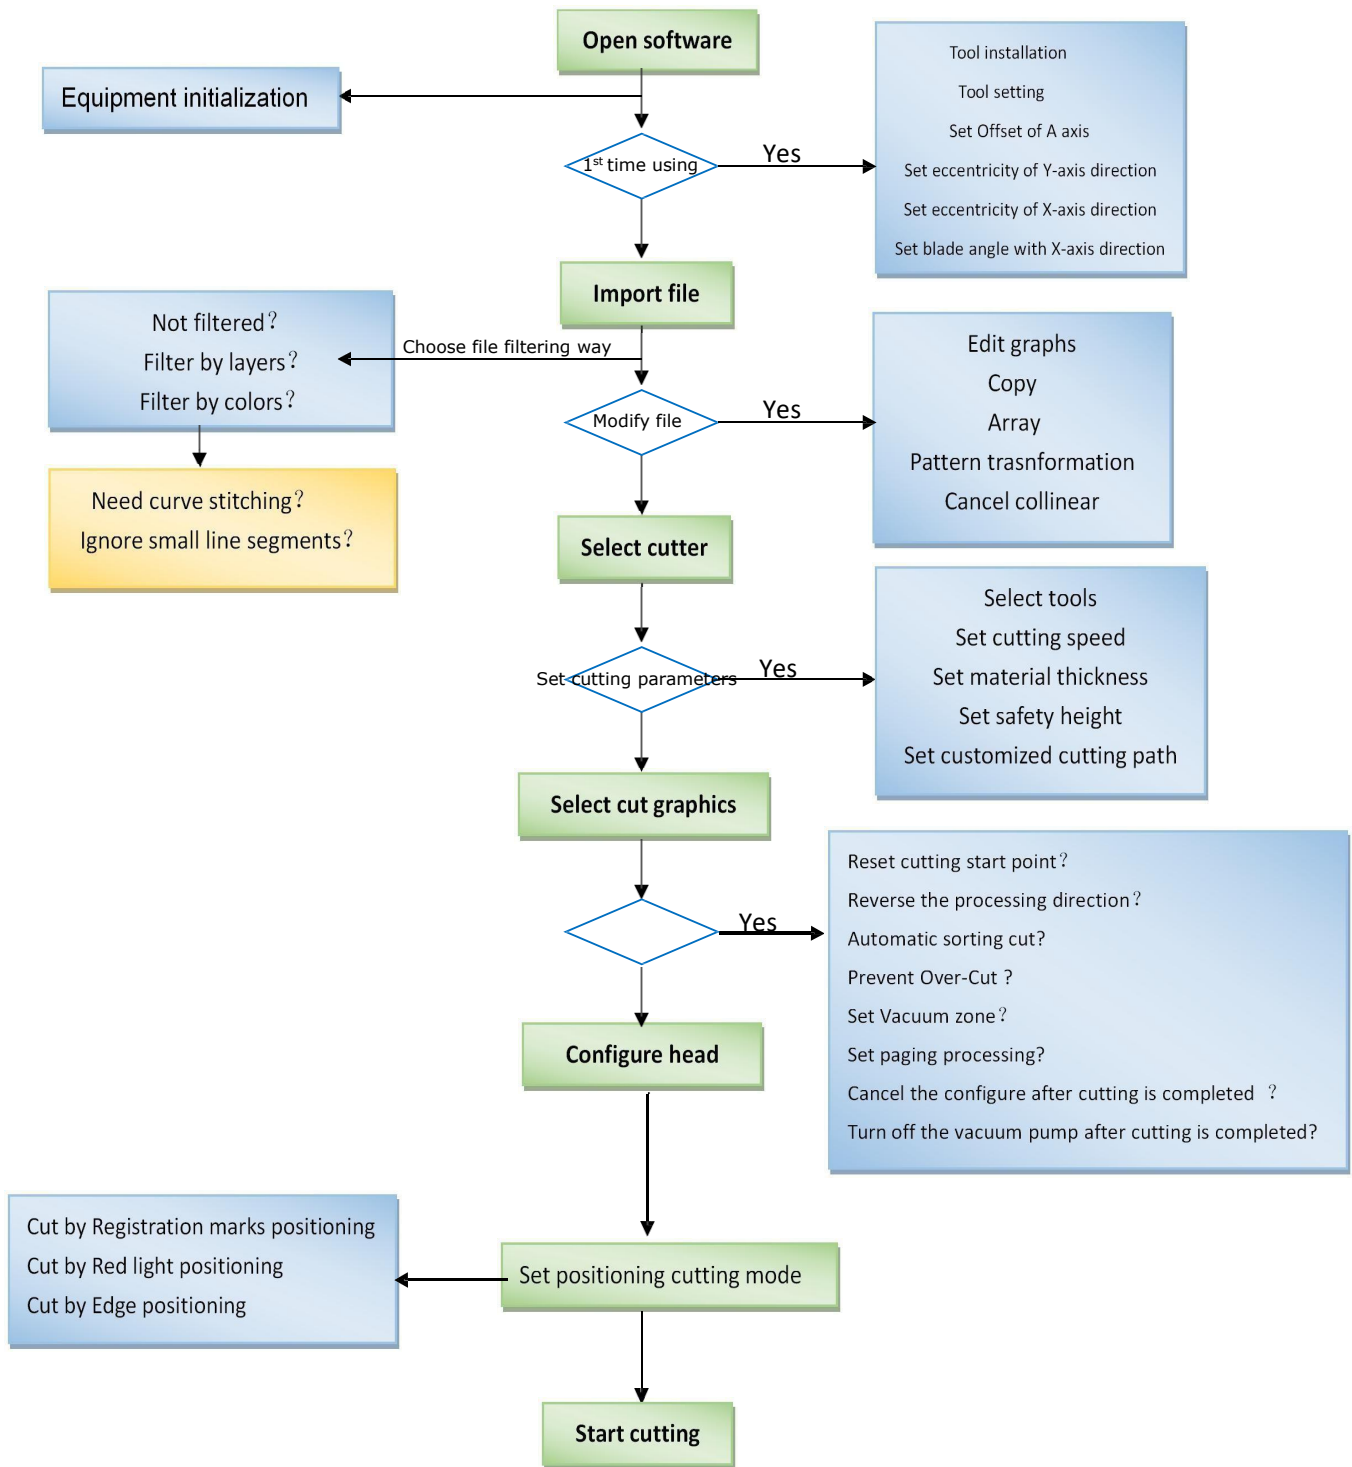 Open software
Equipment initialization
1st time using
Yes
Tool installation
Tool setting
Set Offset of A axis
Set eccentricity of Y-axis direction
Set eccentricity of X-axis direction
Set blade angle with X-axis direction
Import file
Choose file filtering way
Not filtered?
Filter by layers?
Filter by colors?
Need curve stitching?
Ignore small line segments?
Modify file
Yes
Edit graphs
Copy
Array
Pattern trasnformation
Cancel collinear
Select cutter
Set cutting parameters
Yes
Select tools
Set cutting speed
Set material thickness
Set safety height
Set customized cutting path
Select cut graphics
Yes
Reset cutting start point?
Reverse the processing direction?
Automatic sorting cut?
Prevent Over-Cut ?
Set Vacuum zone?
Set paging processing?
Cancel the configure after cutting is completed ?
Turn off the vacuum pump after cutting is completed?
Configure head
Set positioning cutting mode
Cut by Registration marks positioning
Cut by Red light positioning
Cut by Edge positioning
Start cutting